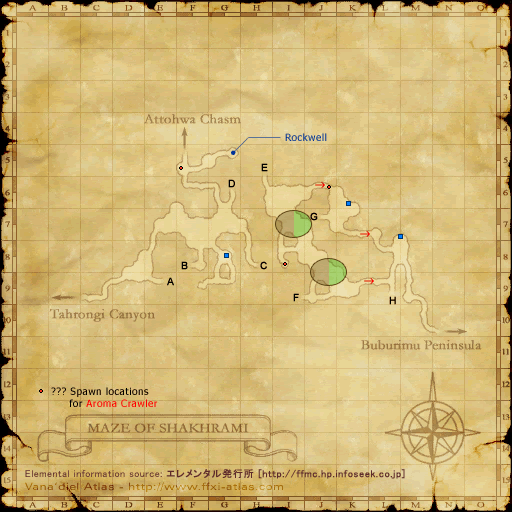 A B C D E F G H I J K L M N O
Attohwa Chasm
Rockwell
E
D
G
B
A
C
F
H
Tahrongi Canyon
Buburimu Peninsula
??? Spawn locations
for Aroma Crawler
MAZE OF SHAKHRAMI
Elemental information source: エレメンタル発行所 [http://ffmc.hp.infoseek.co.jp]
Vana'diel Atlas - http://www.ffxi-atlas.com
1
2
3
4
5
6
7
8
9
10
11
12
13
14
15